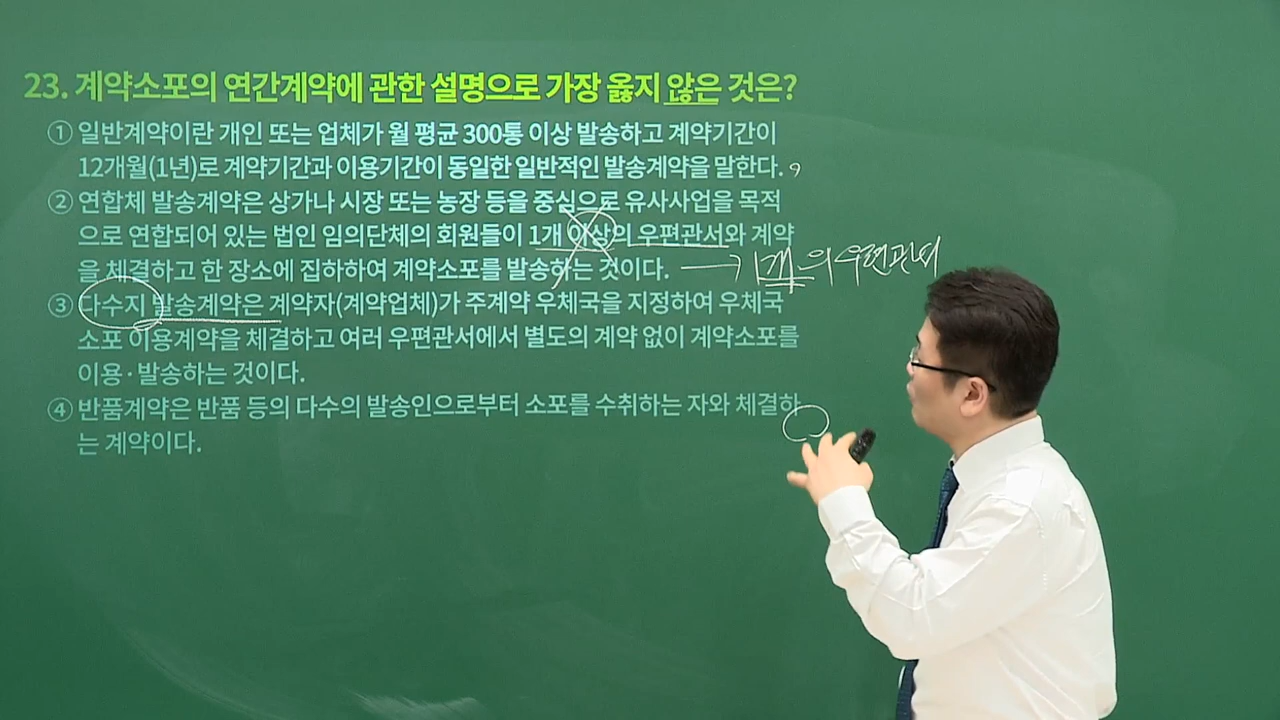 23. 계약소포의 연간계약에 관한 설명으로 가장 옳지 않은 것은?
① 일반계약이란 개인 또는 업체가 월 평균 300통 이상 발송하고 계약기간이
12개월(1년)로 계약기간과 이용기간이 동일한 일반적인 발송계약을 말한다.
② 연합체 발송계약은 상가나 시장 또는 농장 등을 중심으로 유사사업을 목적
으로 연합되어 있는 법인 임의단체의 회원들이 1개 이상의 우편관서와 계약
을 체결하고 한 장소에 집하하여 계약소포를 발송하는 것이다. → 1개의 우편관서
③ 다수지 발송계약은 계약자(계약업체)가 주계약 우체국을 지정하여 우체국
소포 이용계약을 체결하고 여러 우편관서에서 별도의 계약 없이 계약소포를
이용·발송하는 것이다.
④ 반품계약은 반품 등의 다수의 발송인으로부터 소포를 수취하는 자와 체결하
는 계약이다.